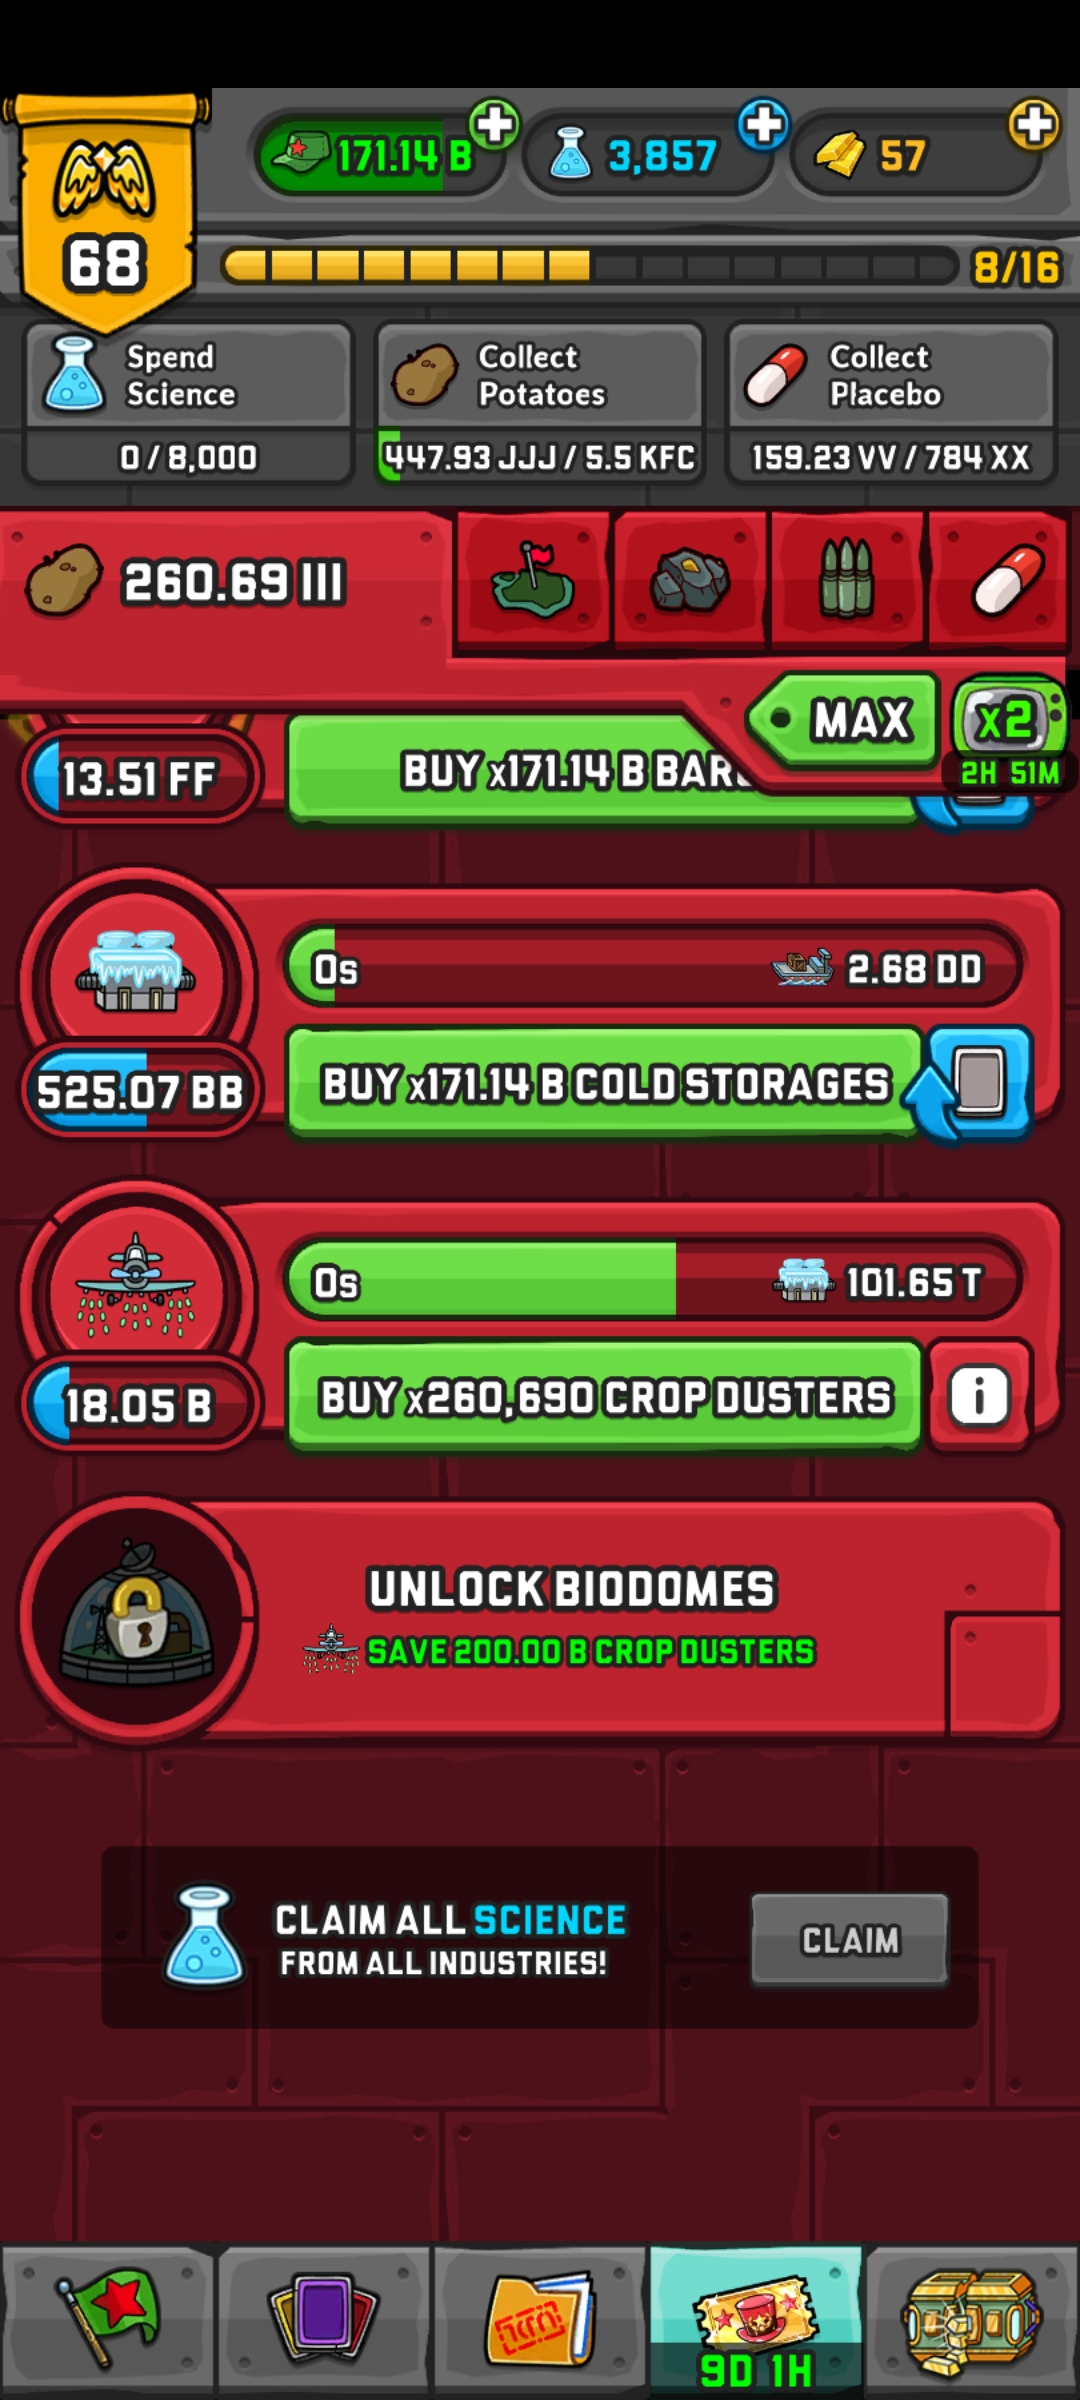 171.14 B
3,857
57
68
8/16
Spend
Science
0 / 8,000
Collect
Potatoes
447.93 JJJ / 5.5 KFC
Collect
Placebo
159.23 VV / 784 XX
260.69 III
MAX
x2
2H 51M
13.51 FF
BUY x171.14 B
0s
2.68 DD
525.07 BB
BUY x171.14 B COLD STORAGES
0s
101.65 T
18.05 B
BUY x260,690 CROP DUSTERS
i
UNLOCK BIODOMES
SAVE 200.00 B CROP DUSTERS
CLAIM ALL SCIENCE
FROM ALL INDUSTRIES!
CLAIM
9D 1H